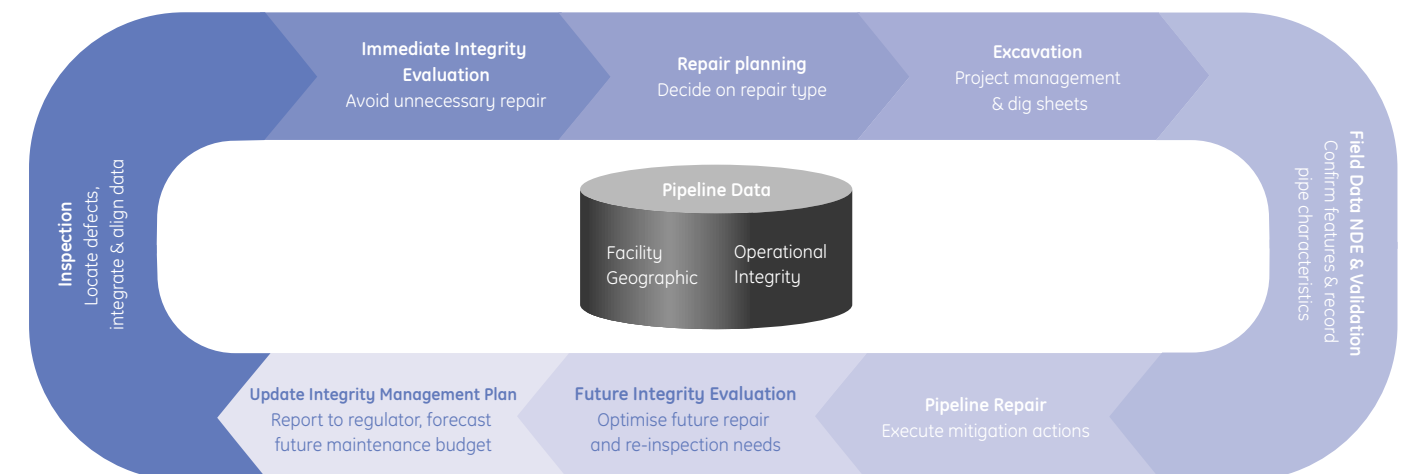 Inspection
Locate defects,
integrate & align data
Immediate Integrity
Evaluation
Avoid unnecessary repair
Repair planning
Decide on repair type
Excavation
Project management
& dig sheets
Field Data NDE & Validation
Confirm features & record
pipe characteristics
Pipeline Repair
Execute mitigation actions
Future Integrity Evaluation
Optimise future repair
and re-inspection needs
Update Integrity Management Plan
Report to regulator, forecast
future maintenance budget
Pipeline Data
Facility
Geographic
Operational
Integrity